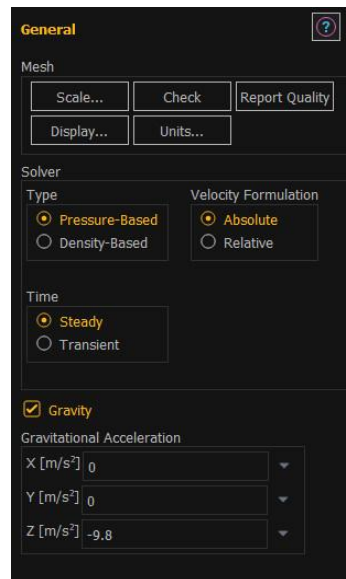 General
?
Mesh
Scale... Check Report Quality
Display... Units...
Solver
Type Velocity Formulation
Pressure-Based Absolute
Density-Based Relative
Time
Steady
Transient
Gravity
Gravitational Acceleration
X [m/s²] 0
Y [m/s²] 0
Z [m/s²] -9.8